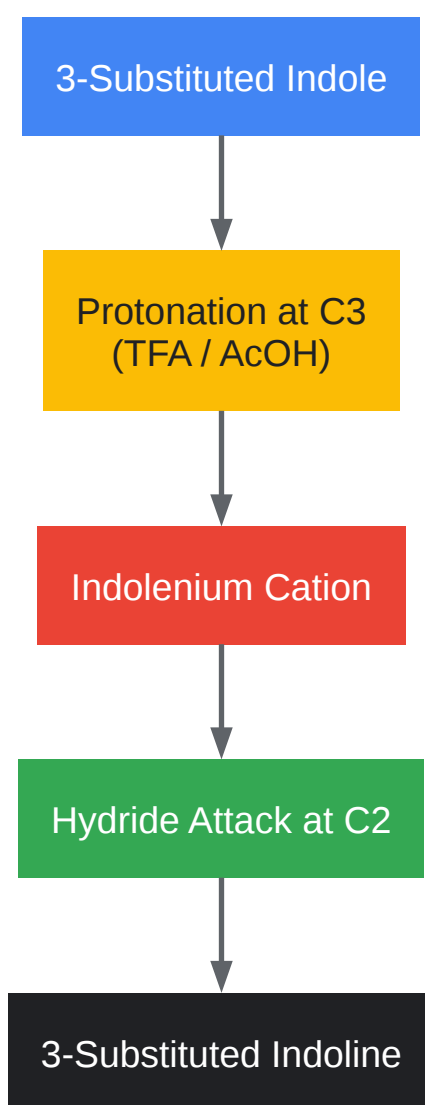 3-Substituted Indole
Protonation at C3
(TFA / AcOH)
Indolenium Cation
Hydride Attack at C2
3-Substituted Indoline